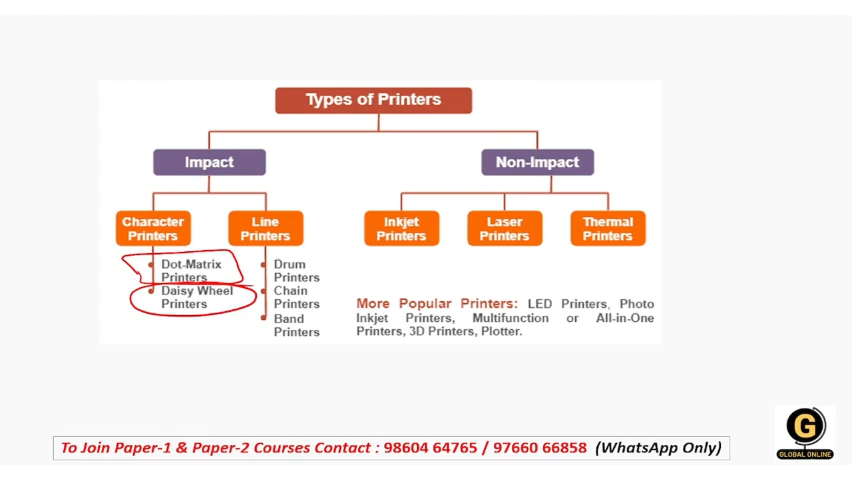 Types of Printers
Impact
Non-Impact
Character
Printers
Line
Printers
Inkjet
Printers
Laser
Printers
Thermal
Printers
Dot-Matrix
Printers
Daisy Wheel
Printers
Drum
Printers
Chain
Printers
Band
Printers
More Popular Printers: LED Printers, Photo
Inkjet Printers, Multifunction or All-in-One
Printers, 3D Printers, Plotter.
To Join Paper-1 & Paper-2 Courses Contact : 98604 64765 / 97660 66858 (WhatsApp Only)
G
GLOBAL ONLINE